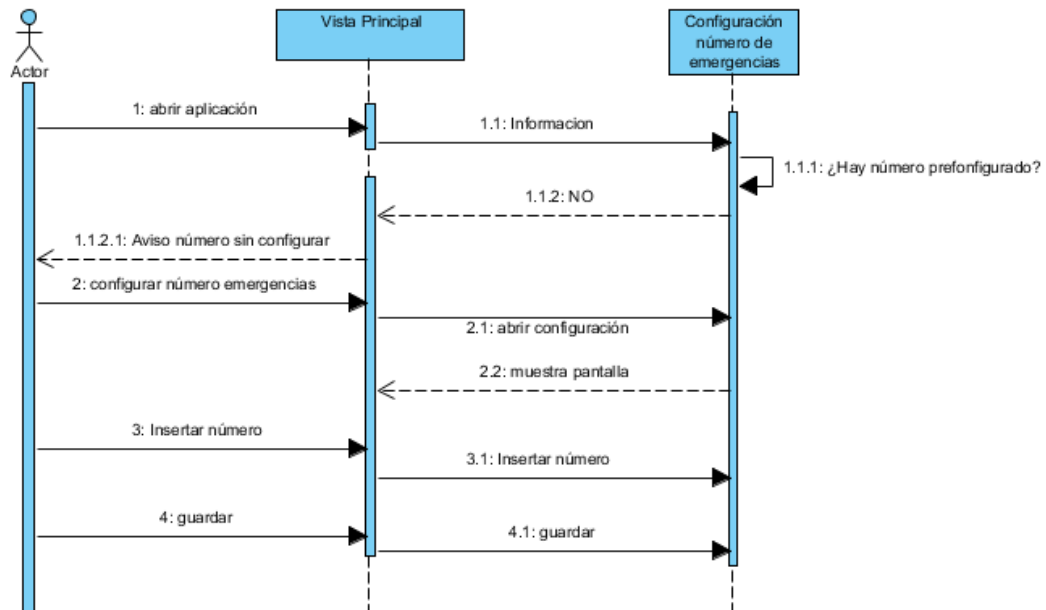 Actor
Vista Principal
Configuración
número de
emergencias
1: abrir aplicación
1.1: Informacion
1.1.1: ¿Hay número prefonfigurado?
1.1.2: NO
1.1.2.1: Aviso número sin configurar
2: configurar número emergencias
2.1: abrir configuración
2.2: muestra pantalla
3: Insertar número
3.1: Insertar número
4: guardar
4.1: guardar